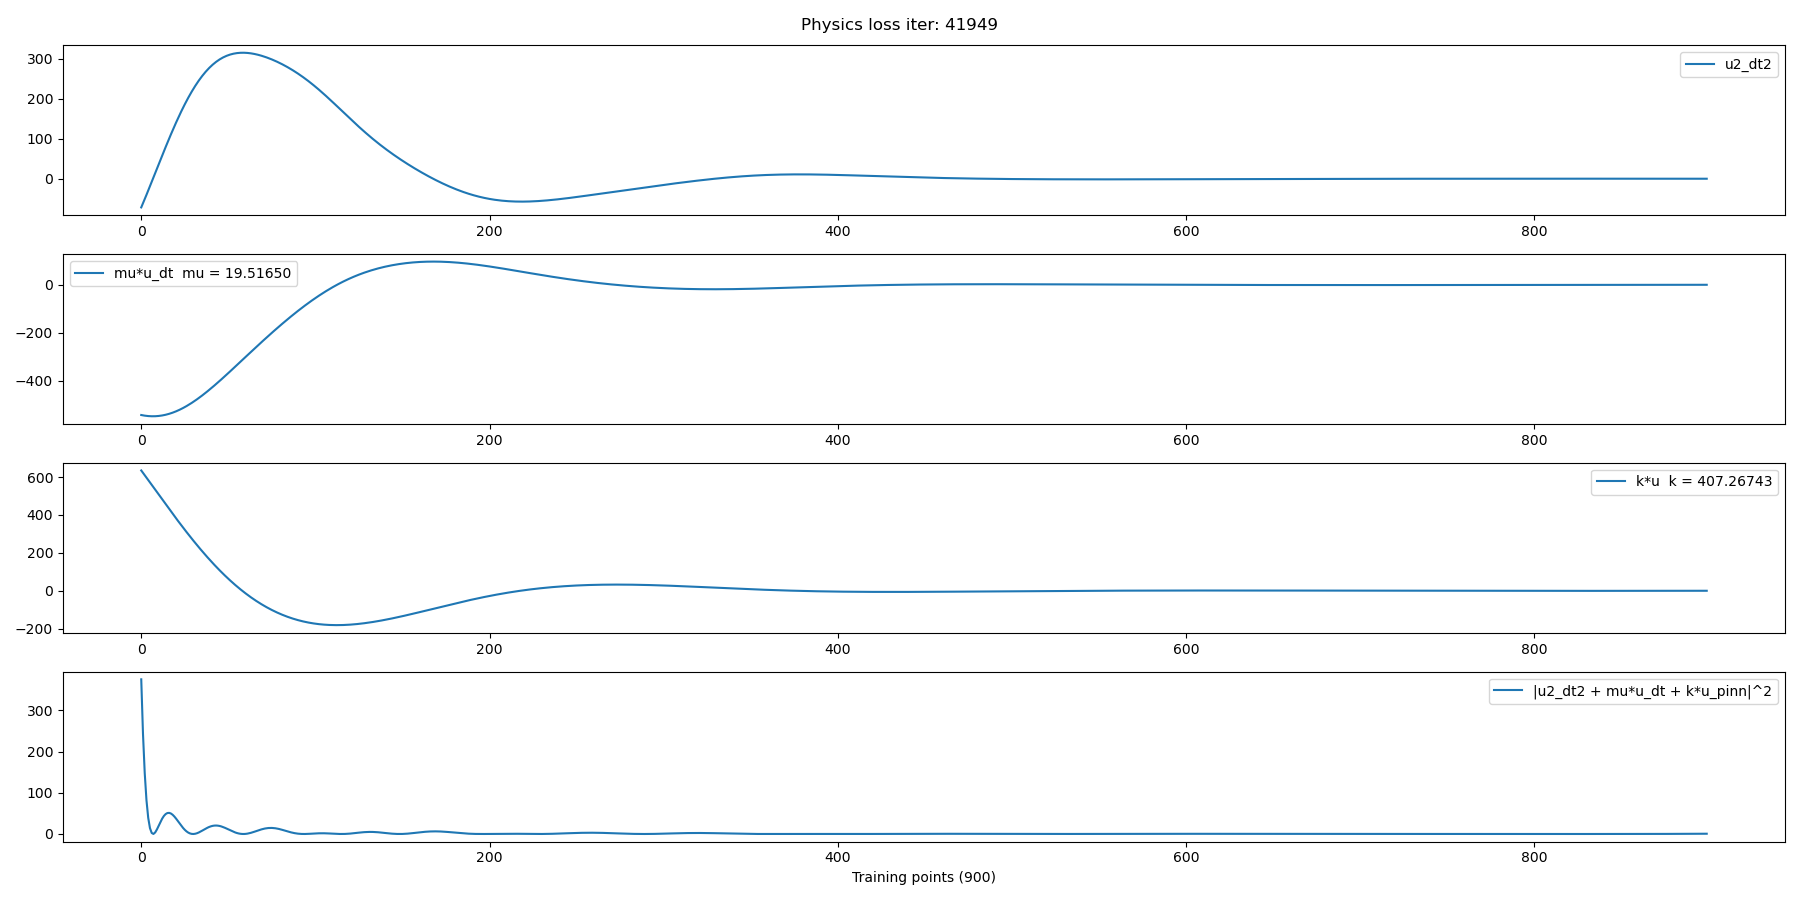 Physics loss iter: 41949
300
200
100
0
u2_dt2
0 200 400 600 800
0
−200
−400
mu*u_dt  mu = 19.51650
0 200 400 600 800
600
400
200
0
−200
k*u  k = 407.26743
0 200 400 600 800
300
200
100
0
|u2_dt2 + mu*u_dt + k*u_pinn|^2
0 200 400 600 800
Training points (900)